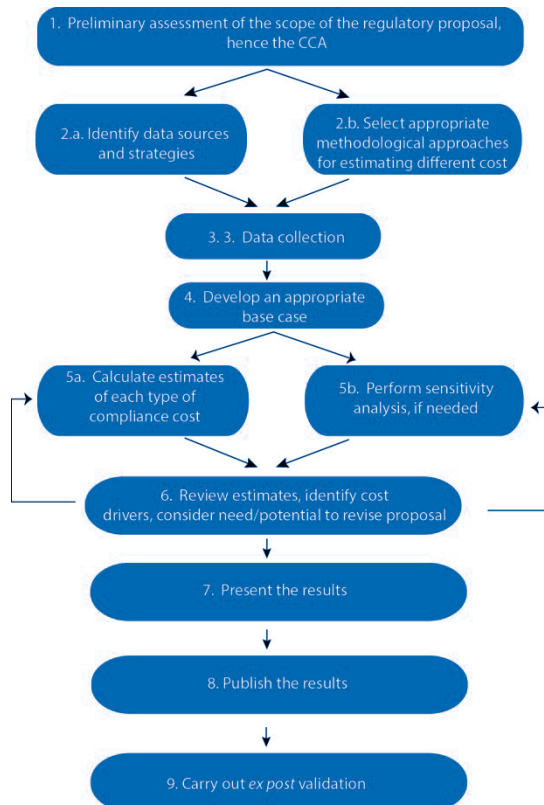 1. Preliminary assessment of the scope of the regulatory proposal,
hence the CCA
2.a. Identify data sources
and strategies
2.b. Select appropriate
methodological approaches
for estimating different cost
3. 3. Data collection
4. Develop an appropriate
base case
5a. Calculate estimates
of each type of
compliance cost
5b. Perform sensitivity
analysis, if needed
6. Review estimates, identify cost
drivers, consider need/potential to revise proposal
7. Present the results
8. Publish the results
9. Carry out ex post validation